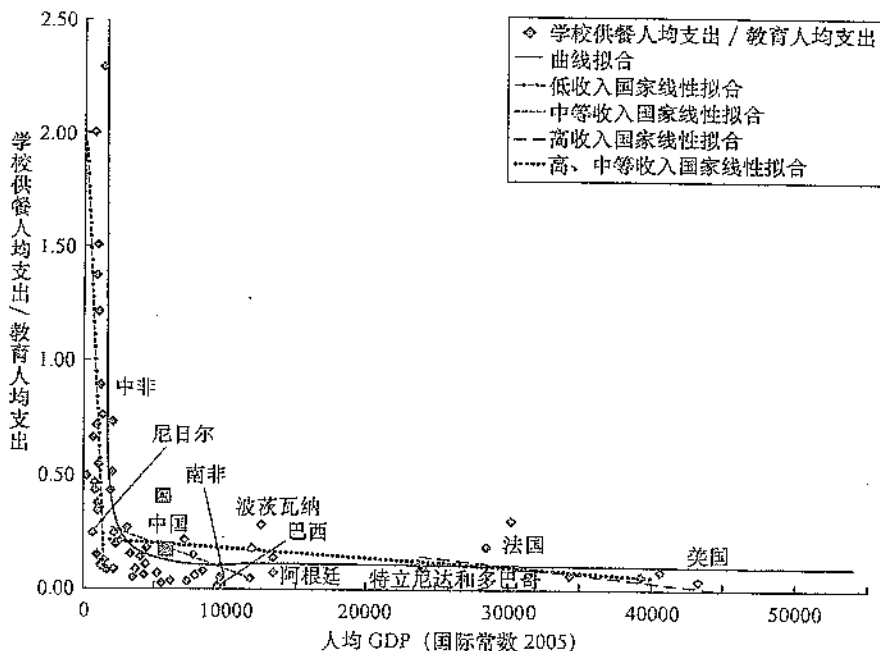 2.50
2.00
1.50
1.00
0.50
0.00
学校供餐人均支出/教育人均支出
学校供餐人均支出 / 教育人均支出
曲线拟合
低收入国家线性拟合
中等收入国家线性拟合
高收入国家线性拟合
高、中等收入国家线性拟合
中非
尼日尔
南非
国
中国
波茨瓦纳
巴西
法国
美国
阿根廷
特立尼达和多巴哥
0
10000
20000
30000
40000
50000
人均 GDP（国际常数 2005）